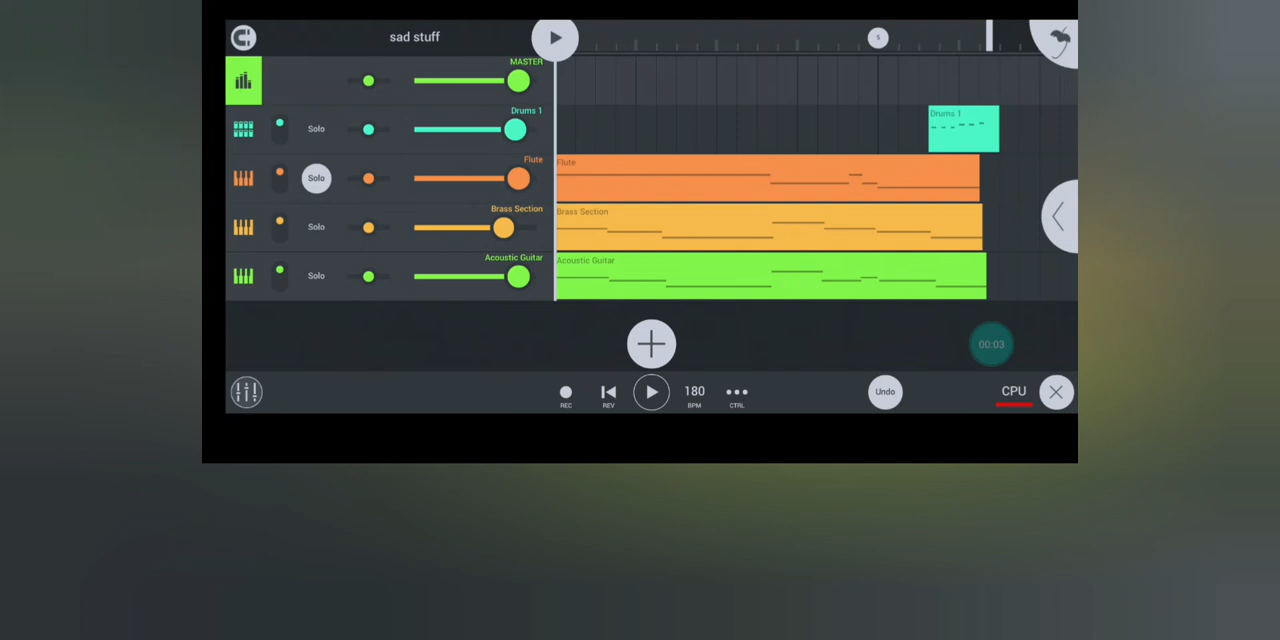 sad stuff
5
MASTER
Drums 1
Solo
Drums 1
Flute
Solo
Flute
Brass Section
Solo
Brass Section
Acoustic Guitar
Solo
Acoustic Guitar
00:03
REC
REV
180
BPM
CTRL
Undo
CPU